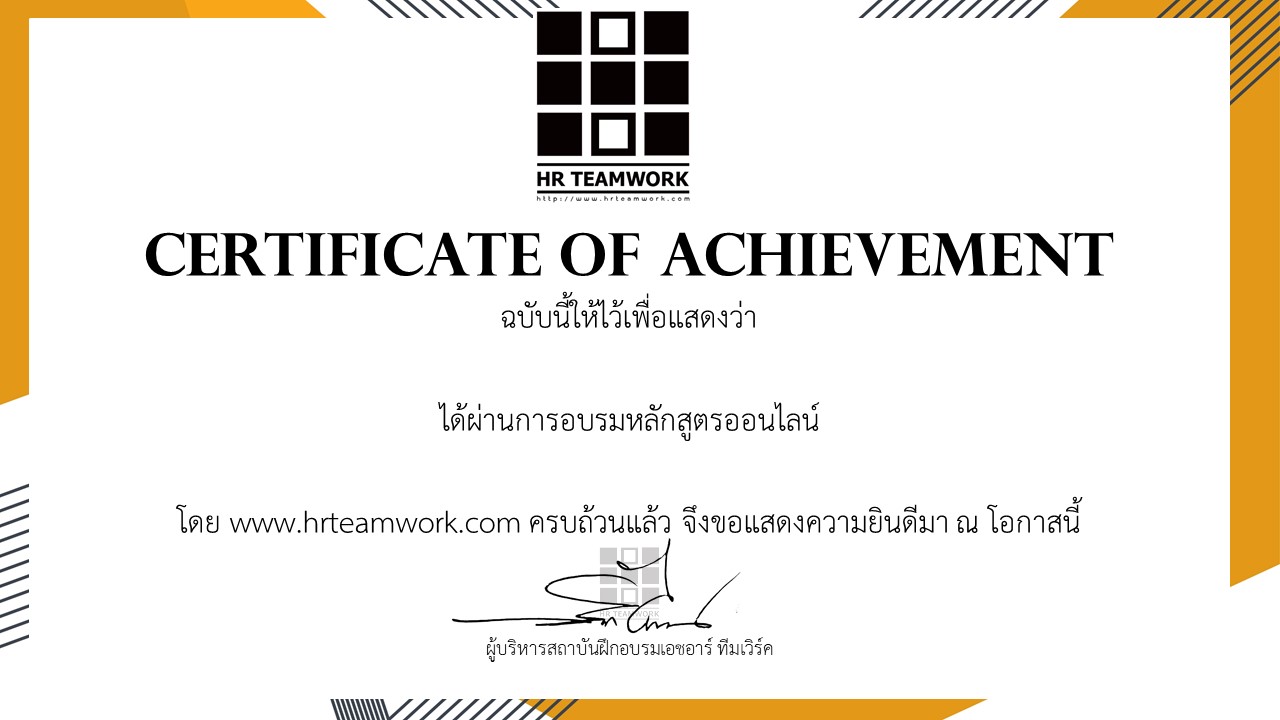 HR TEAMWORK
http://www.hrteamwork.com
CERTIFICATE OF ACHIEVEMENT
ฉบับนี้ให้ไว้เพื่อแสดงว่า
ได้ผ่านการอบรมหลักสูตรออนไลน์
โดย www.hrteamwork.com ครบถ้วนแล้ว จึงขอแสดงความยินดีมา ณ โอกาสนี้
HR TEAMWORK
ผู้บริหารสถาบันฝึกอบรมเอชอาร์ ทีมเวิร์ค